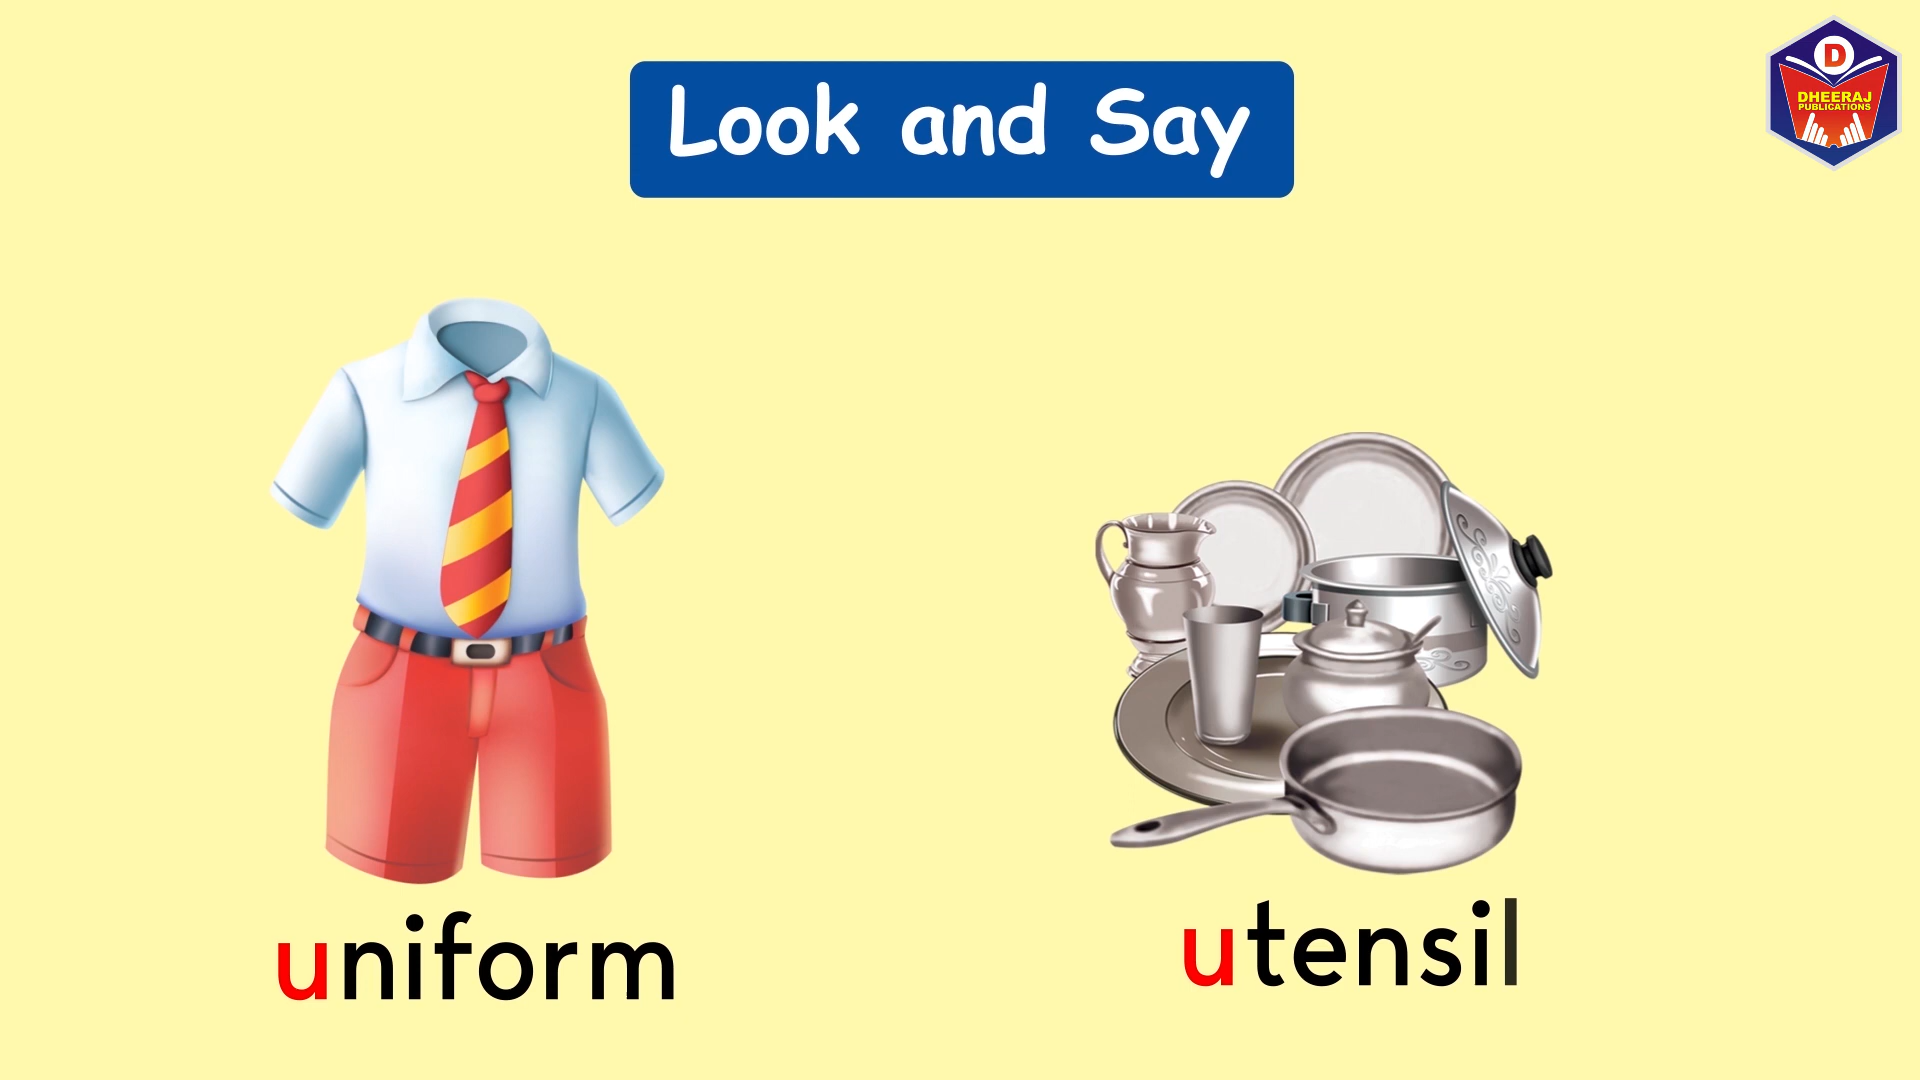 Look and Say
D
DHEERAJ
PUBLICATIONS
uniform
utensil